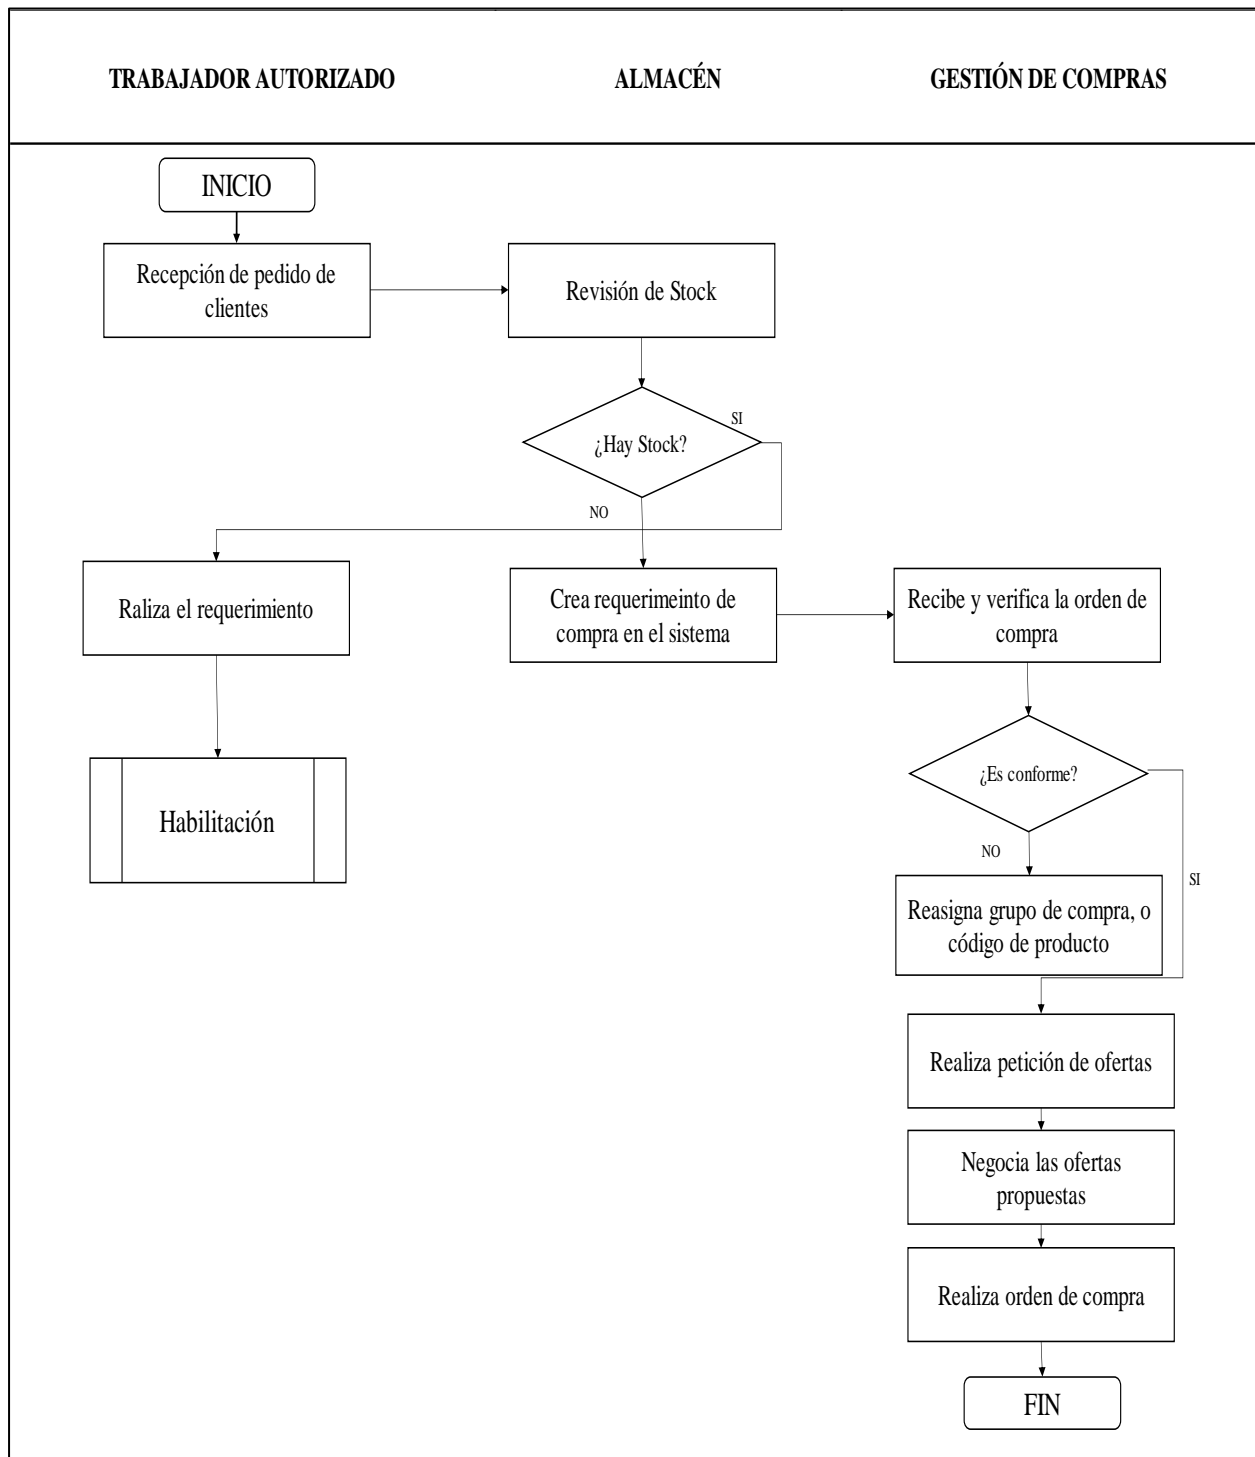 TRABAJADOR AUTORIZADO
ALMACÉN
GESTIÓN DE COMPRAS
INICIO
Recepción de pedido de
clientes
Revisión de Stock
¿Hay Stock?
SI
NO
Raliza el requerimiento
Crea requerimeinto de
compra en el sistema
Recibe y verifica la orden de
compra
Habilitación
¿Es conforme?
NO
SI
Reasigna grupo de compra, o
código de producto
Realiza petición de ofertas
Negocia las ofertas
propuestas
Realiza orden de compra
FIN